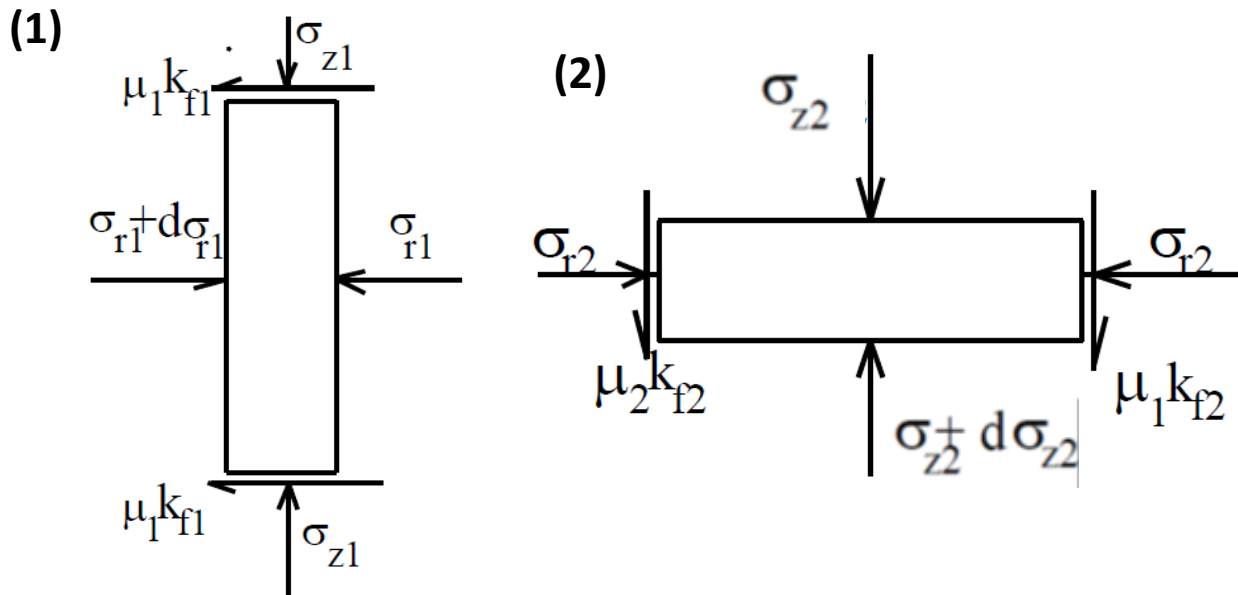 (1)
σz1
μ1kf1
σr1+dσr1
σr1
μ1kf1
σz1
(2)
σz2
σr2
σr2
μ2kf2
μ1kf2
σz2+ dσz2